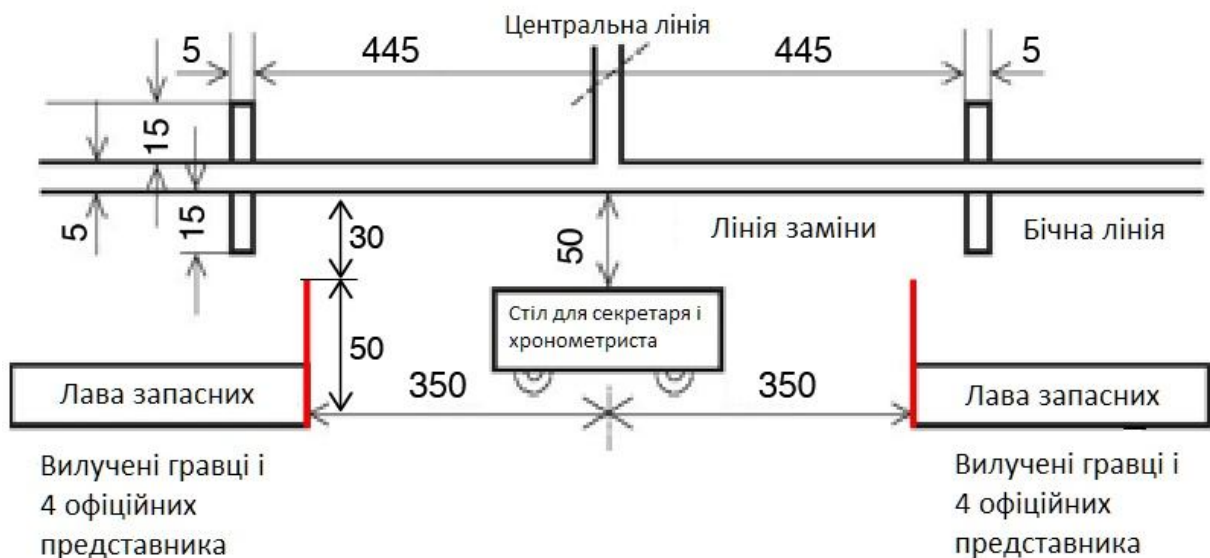 Центральна лінія
5
445
445
5
15
5
15
30
50
Лінія заміни
Бічна лінія
50
Стіл для секретаря і
хронометриста
Лава запасних
350
350
Лава запасних
Вилучені гравці і
4 офіційних
представника
Вилучені гравці і
4 офіційних
представника